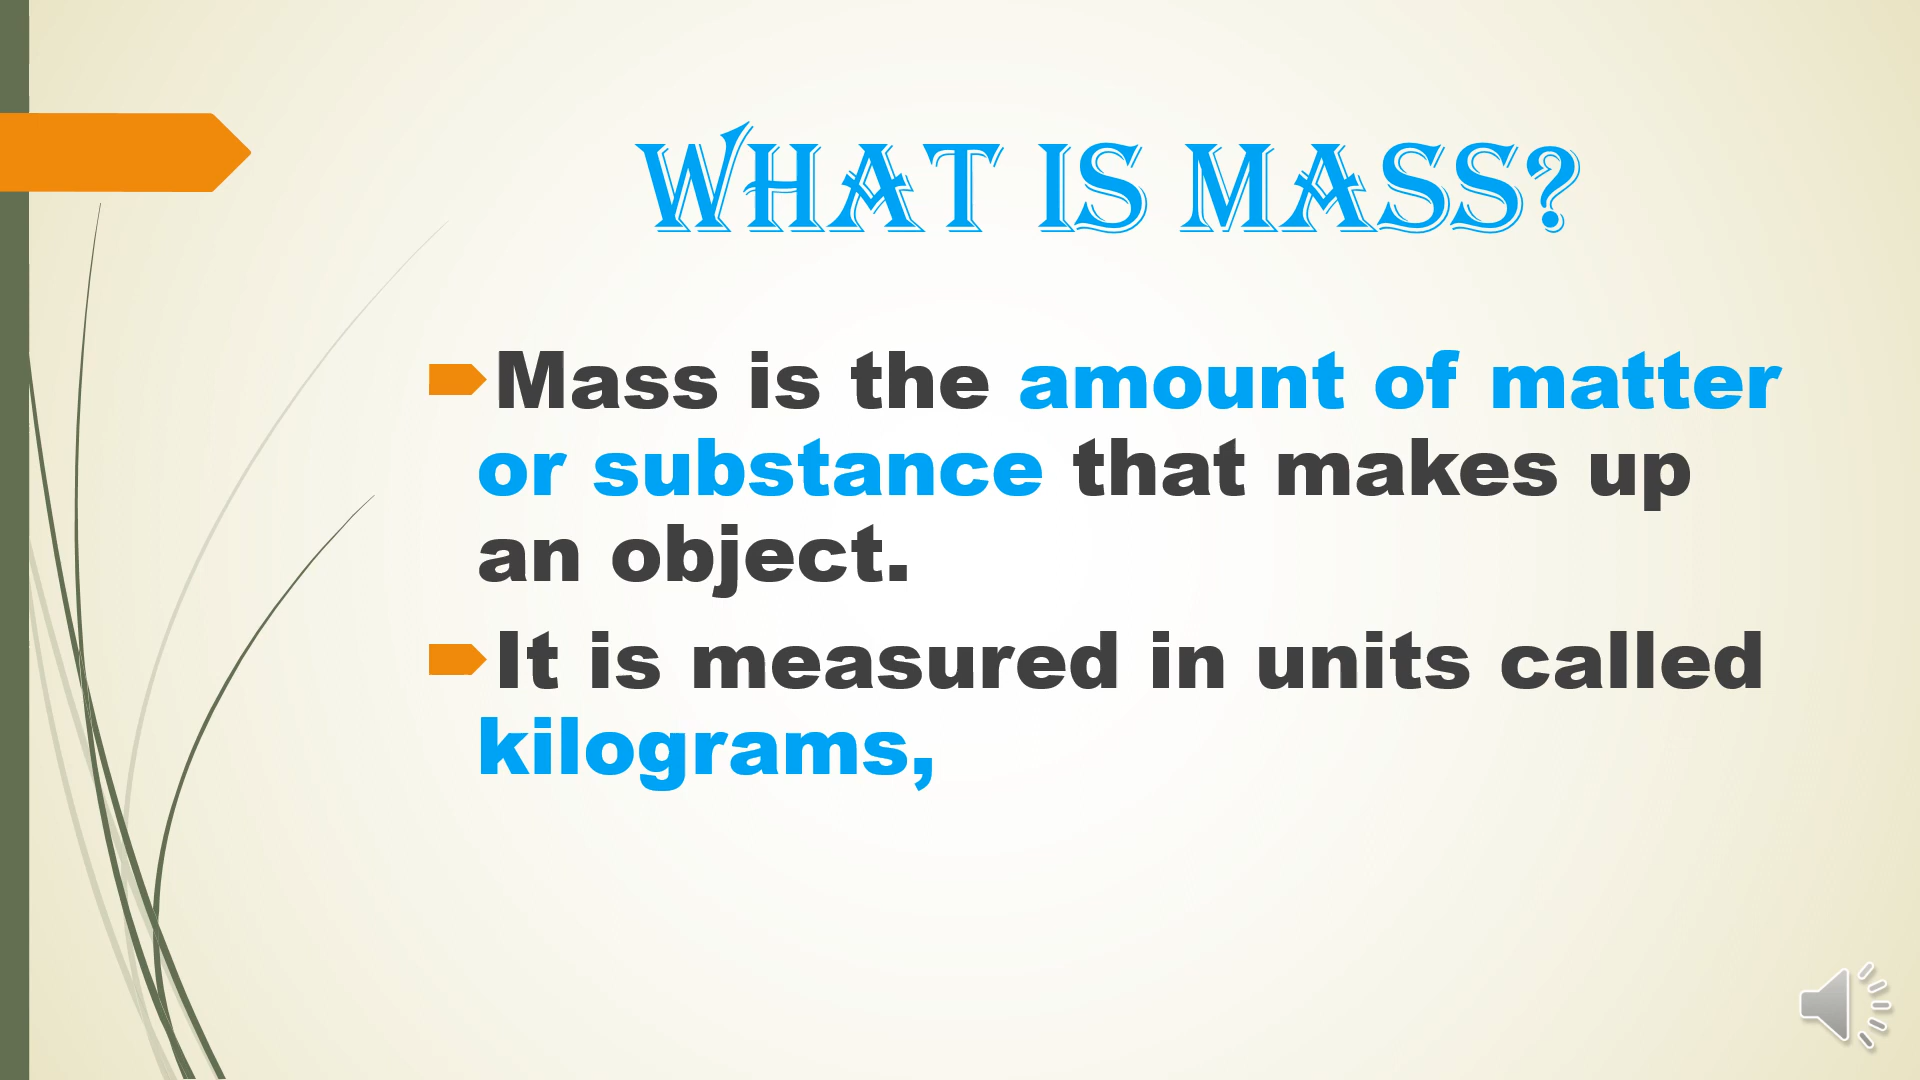 WHAT IS MASS?
Mass is the amount of matter
or substance that makes up
an object.
It is measured in units called
kilograms,